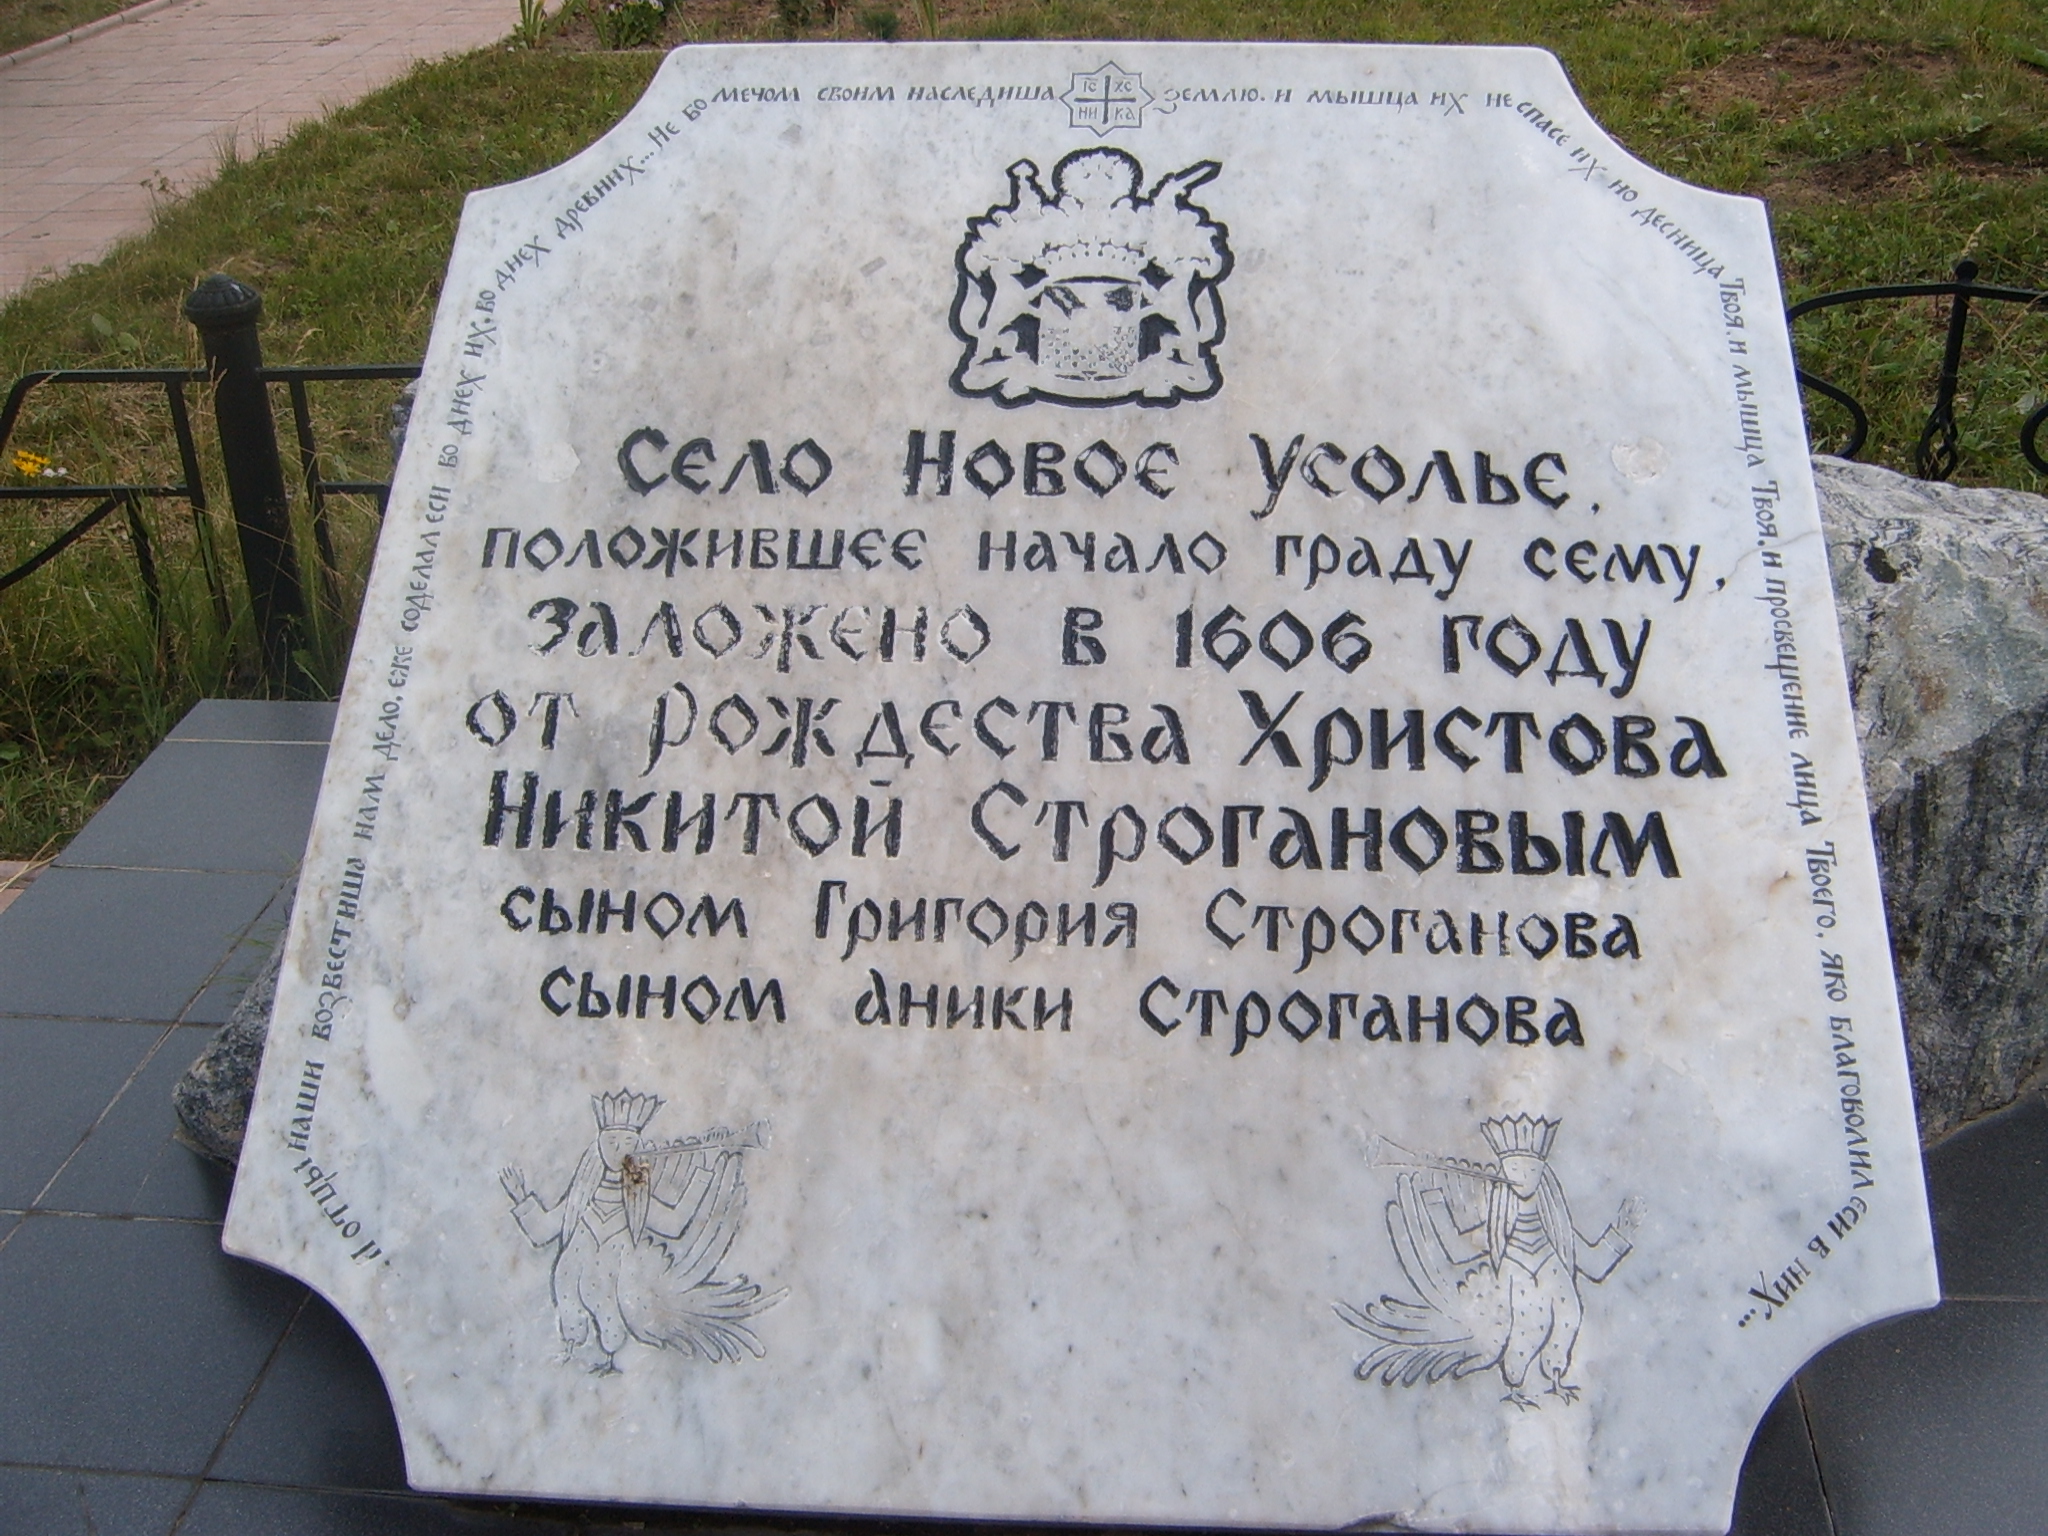 И отцы наши возвестиша нам дело, еже соделал еси во днех их, во днех древних... Не бо мечом своим наследиша землю. и мышца их не спасе их но десница Твоя. и мышца Твоя. и просвещение лица Твоего, яко благоволил еси в них...
IC XC
НИ КА
Село Новое Усолье,
положившее начало граду сему,
заложено в 1606 году
от рождества Христова
Никитой Строгановым
сыном Григория Строганова
сыном Аники Строганова